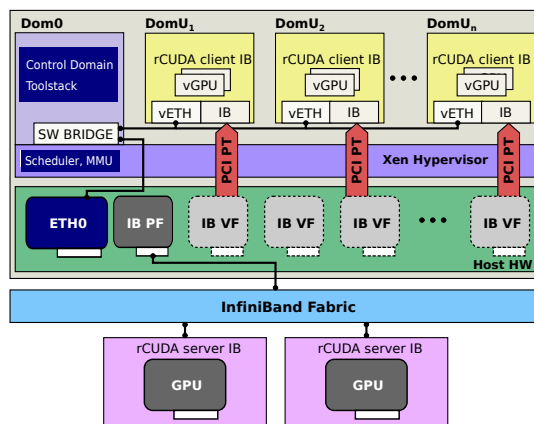 Dom0
DomU1
DomU2
DomUn
Control Domain
Toolstack
rCUDA client IB
vGPU
vETH
IB
rCUDA client IB
vGPU
vETH
IB
rCUDA client IB
vGPU
vETH
IB
SW BRIDGE
Scheduler, MMU
PCI PT
PCI PT
PCI PT
Xen Hypervisor
ETH0
IB PF
IB VF
IB VF
IB VF
IB VF
Host HW
InfiniBand Fabric
rCUDA server IB
GPU
rCUDA server IB
GPU